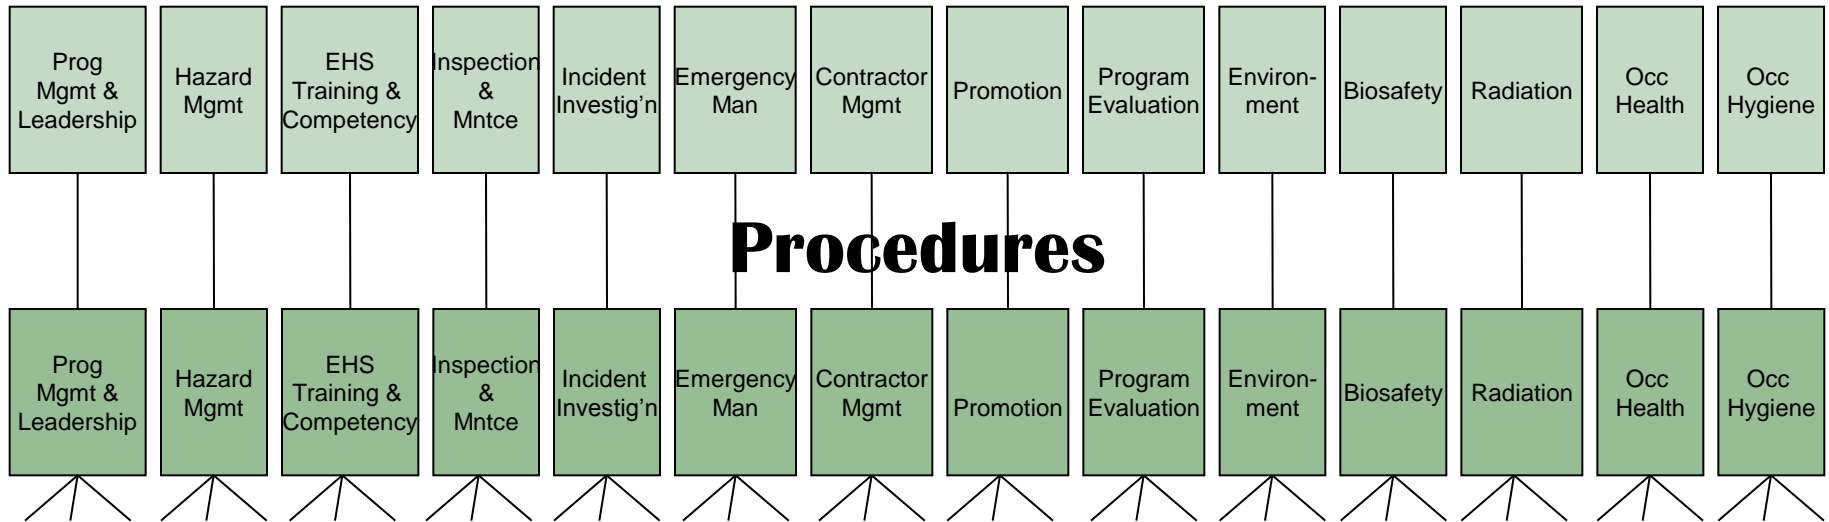 Prog
Mgmt &
Leadership
Hazard
Mgmt
EHS
Training &
Competency
Inspection
&
Mntce
Incident
Investig'n
Emergency
Man
Contractor
Mgmt
Promotion
Program
Evaluation
Environ-
ment
Biosafety
Radiation
Occ
Health
Occ
Hygiene
Procedures
Prog
Mgmt &
Leadership
Hazard
Mgmt
EHS
Training &
Competency
Inspection
&
Mntce
Incident
Investig'n
Emergency
Man
Contractor
Mgmt
Promotion
Program
Evaluation
Environ-
ment
Biosafety
Radiation
Occ
Health
Occ
Hygiene